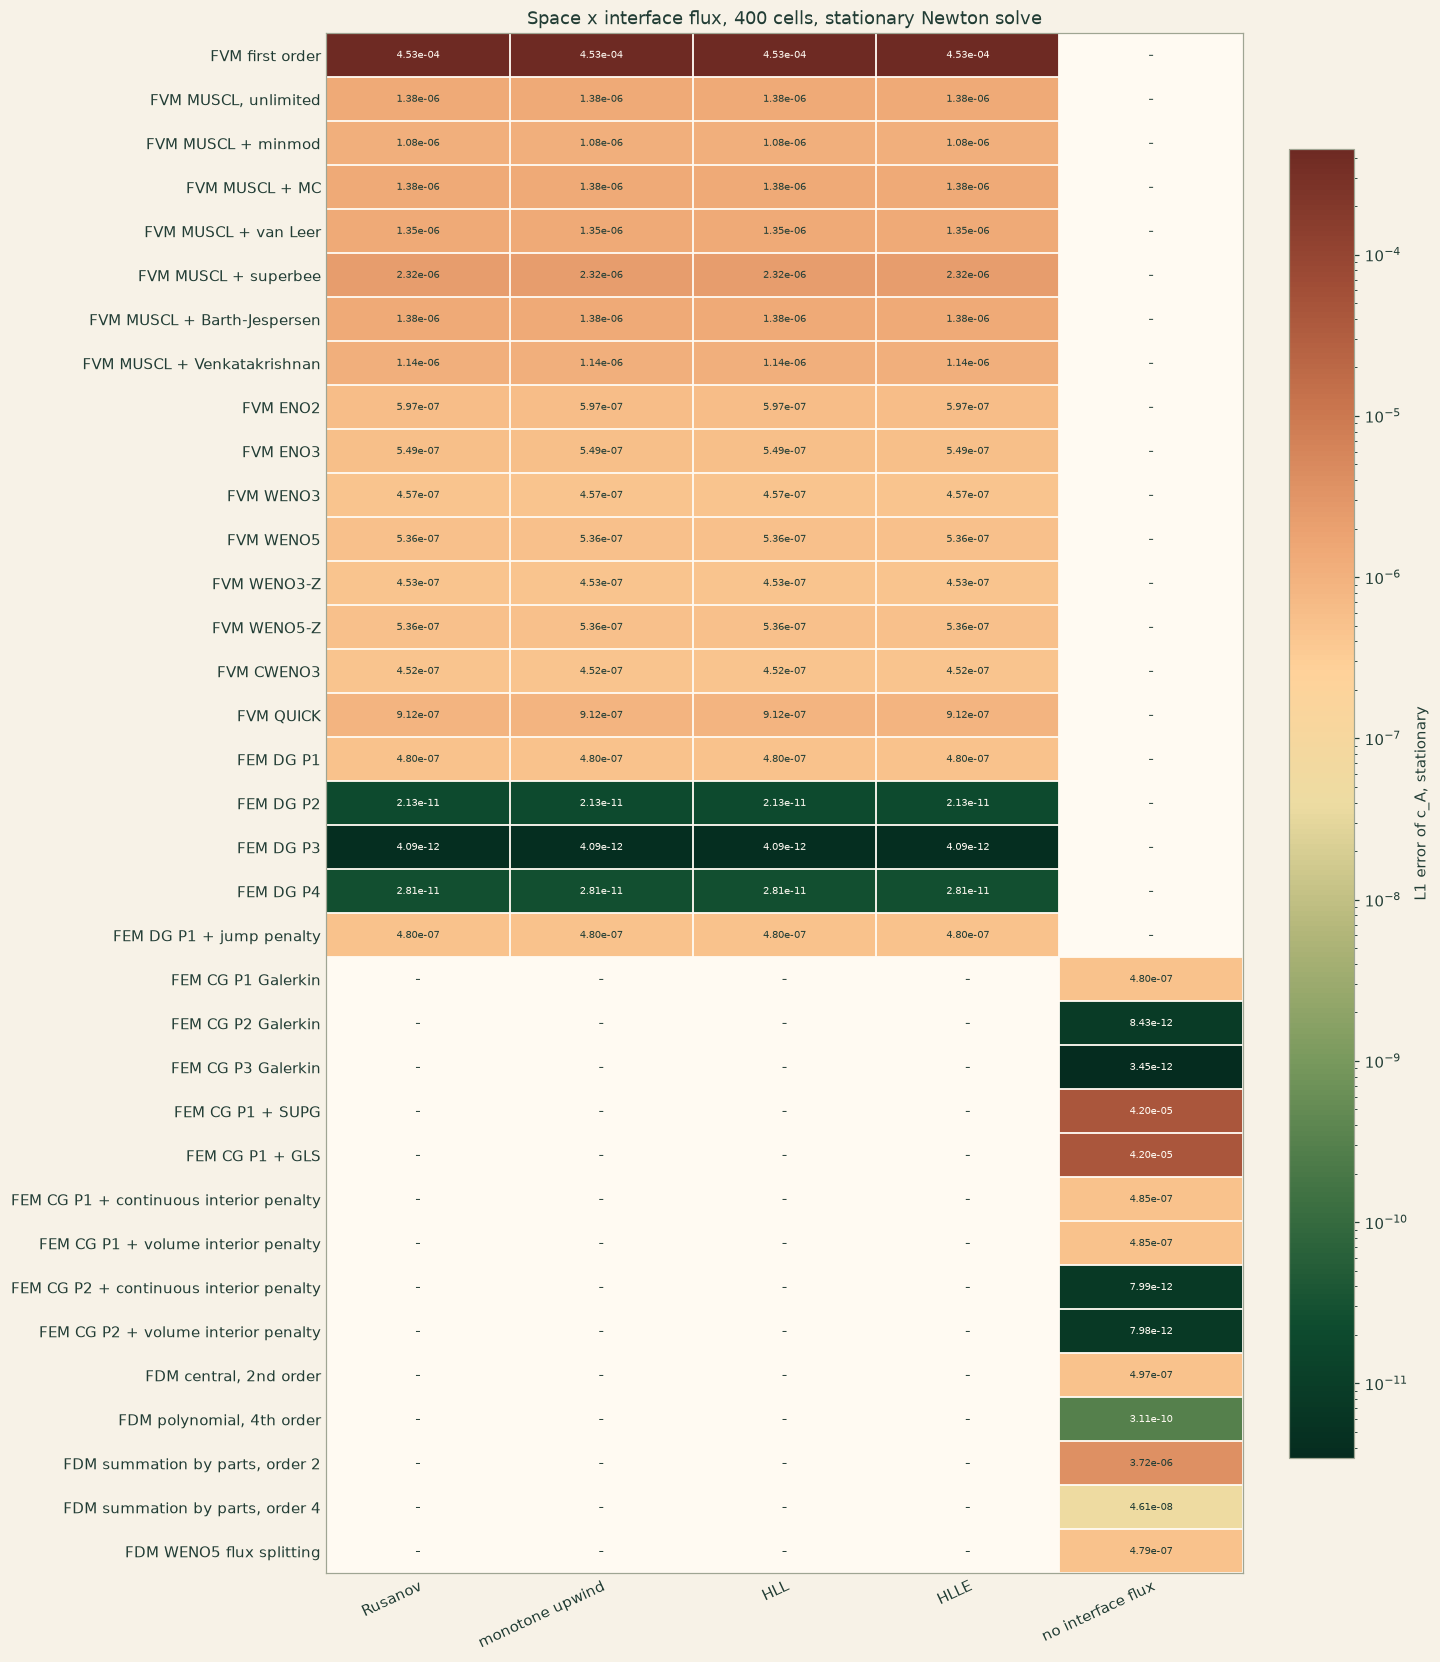 Space x interface flux, 400 cells, stationary Newton solve
FVM first order 4.53e-04 4.53e-04 4.53e-04 4.53e-04 -
FVM MUSCL, unlimited 1.38e-06 1.38e-06 1.38e-06 1.38e-06 -
FVM MUSCL + minmod 1.08e-06 1.08e-06 1.08e-06 1.08e-06 -
FVM MUSCL + MC 1.38e-06 1.38e-06 1.38e-06 1.38e-06 -
FVM MUSCL + van Leer 1.35e-06 1.35e-06 1.35e-06 1.35e-06 -
FVM MUSCL + superbee 2.32e-06 2.32e-06 2.32e-06 2.32e-06 -
FVM MUSCL + Barth-Jespersen 1.38e-06 1.38e-06 1.38e-06 1.38e-06 -
FVM MUSCL + Venkatakrishnan 1.14e-06 1.14e-06 1.14e-06 1.14e-06 -
FVM ENO2 5.97e-07 5.97e-07 5.97e-07 5.97e-07 -
FVM ENO3 5.49e-07 5.49e-07 5.49e-07 5.49e-07 -
FVM WENO3 4.57e-07 4.57e-07 4.57e-07 4.57e-07 -
FVM WENO5 5.36e-07 5.36e-07 5.36e-07 5.36e-07 -
FVM WENO3-Z 4.53e-07 4.53e-07 4.53e-07 4.53e-07 -
FVM WENO5-Z 5.36e-07 5.36e-07 5.36e-07 5.36e-07 -
FVM CWENO3 4.52e-07 4.52e-07 4.52e-07 4.52e-07 -
FVM QUICK 9.12e-07 9.12e-07 9.12e-07 9.12e-07 -
FEM DG P1 4.80e-07 4.80e-07 4.80e-07 4.80e-07 -
FEM DG P2 2.13e-11 2.13e-11 2.13e-11 2.13e-11 -
FEM DG P3 4.09e-12 4.09e-12 4.09e-12 4.09e-12 -
FEM DG P4 2.81e-11 2.81e-11 2.81e-11 2.81e-11 -
FEM DG P1 + jump penalty 4.80e-07 4.80e-07 4.80e-07 4.80e-07 -
FEM CG P1 Galerkin - - - - 4.80e-07
FEM CG P2 Galerkin - - - - 8.43e-12
FEM CG P3 Galerkin - - - - 3.45e-12
FEM CG P1 + SUPG - - - - 4.20e-05
FEM CG P1 + GLS - - - - 4.20e-05
FEM CG P1 + continuous interior penalty - - - - 4.85e-07
FEM CG P1 + volume interior penalty - - - - 4.85e-07
FEM CG P2 + continuous interior penalty - - - - 7.99e-12
FEM CG P2 + volume interior penalty - - - - 7.98e-12
FDM central, 2nd order - - - - 4.97e-07
FDM polynomial, 4th order - - - - 3.11e-10
FDM summation by parts, order 2 - - - - 3.72e-06
FDM summation by parts, order 4 - - - - 4.61e-08
FDM WENO5 flux splitting - - - - 4.79e-07
Rusanov monotone upwind HLL HLLE no interface flux
10⁻⁴
10⁻⁵
10⁻⁶
10⁻⁷
10⁻⁸
10⁻⁹
10⁻¹⁰
10⁻¹¹
L1 error of c_A, stationary